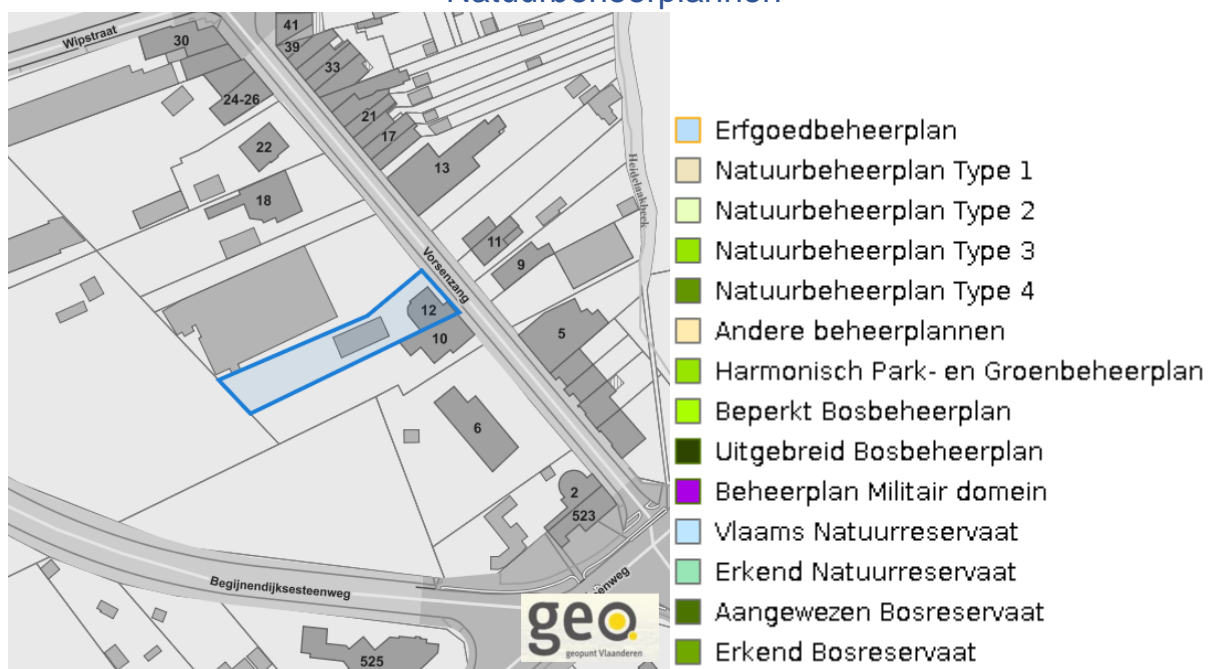 Natuurbeheerplannen
Wipstraat
30
41
39
33
24-26
21
17
22
13
18
Heidelaakbeek
11
9
Vorsenzang
12
10
5
6
2
523
Begijnendijksesteenweg
525
geo.
geopunt Vlaanderen
Erfgoedbeheerplan
Natuurbeheerplan Type 1
Natuurbeheerplan Type 2
Natuurbeheerplan Type 3
Natuurbeheerplan Type 4
Andere beheerplannen
Harmonisch Park- en Groenbeheerplan
Beperkt Bosbeheerplan
Uitgebreid Bosbeheerplan
Beheerplan Militair domein
Vlaams Natuurreservaat
Erkend Natuurreservaat
Aangewezen Bosreservaat
Erkend Bosreservaat